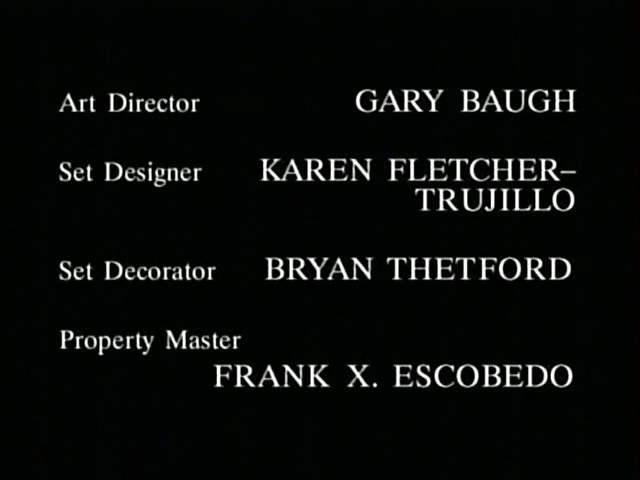 Art Director GARY BAUGH
Set Designer KAREN FLETCHER–
TRUJILLO
Set Decorator BRYAN THETFORD
Property Master
FRANK X. ESCOBEDO